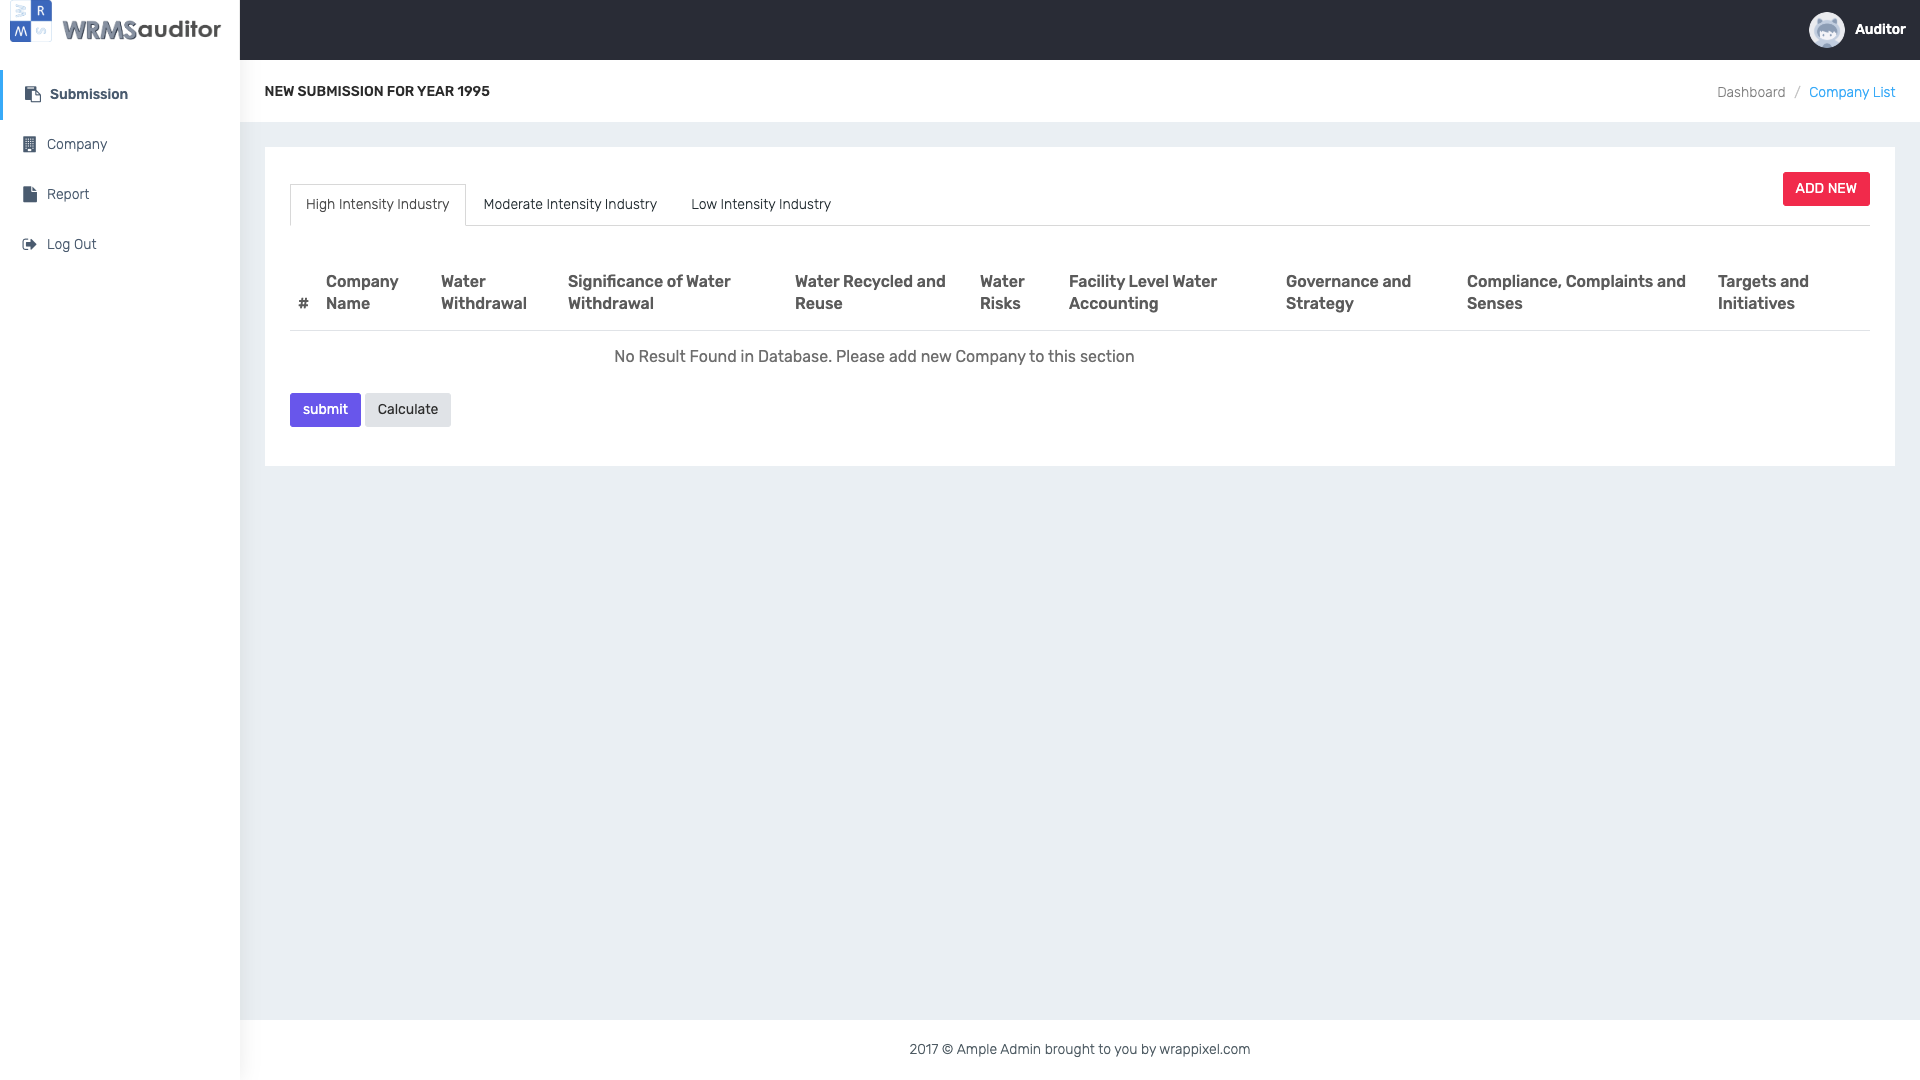 W R
M S
WRMSauditor
Auditor
Submission
Company
Report
Log Out
NEW SUBMISSION FOR YEAR 1995
Dashboard / Company List
ADD NEW
High Intensity Industry Moderate Intensity Industry Low Intensity Industry
# Company Name Water Withdrawal Significance of Water Withdrawal Water Recycled and Reuse Water Risks Facility Level Water Accounting Governance and Strategy Compliance, Complaints and Senses Targets and Initiatives
No Result Found in Database. Please add new Company to this section
submit Calculate
2017 © Ample Admin brought to you by wrappixel.com